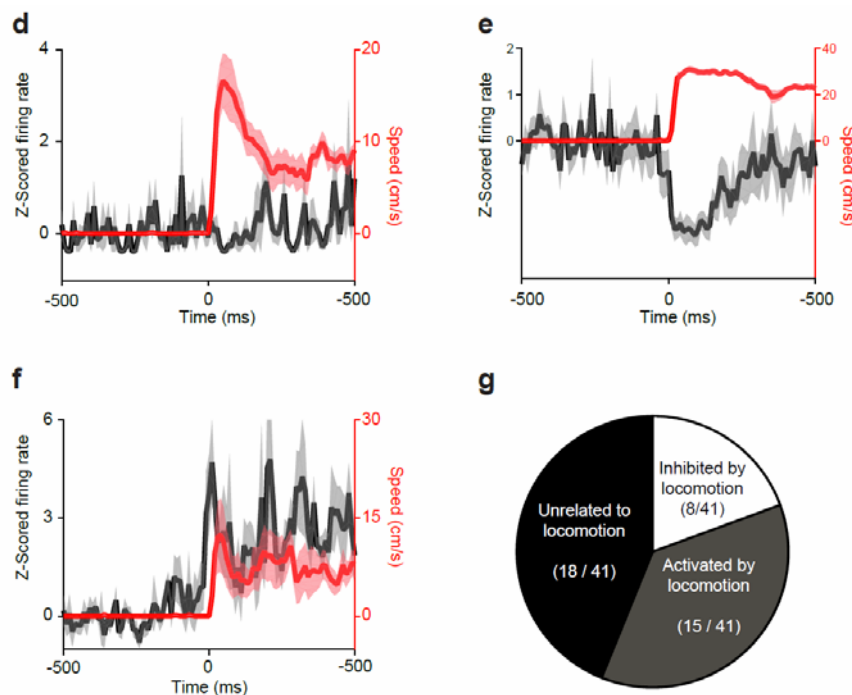 d
4
2
0
Z-Scored firing rate
20
10
0
Speed (cm/s)
-500
0
-500
Time (ms)
e
2
1
0
Z-Scored firing rate
40
20
0
Speed (cm/s)
-500
0
-500
Time (ms)
f
6
3
0
Z-Scored firing rate
30
15
0
Speed (cm/s)
-500
0
-500
Time (ms)
g
Unrelated to
locomotion
(18 / 41)
Inhibited by
locomotion
(8/41)
Activated by
locomotion
(15 / 41)